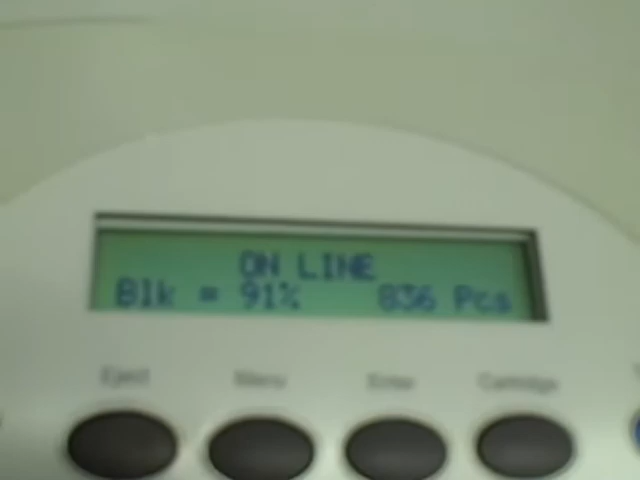 ON LINE
Blk = 91% 836 Pcs
Eject Menu Enter Cartridge